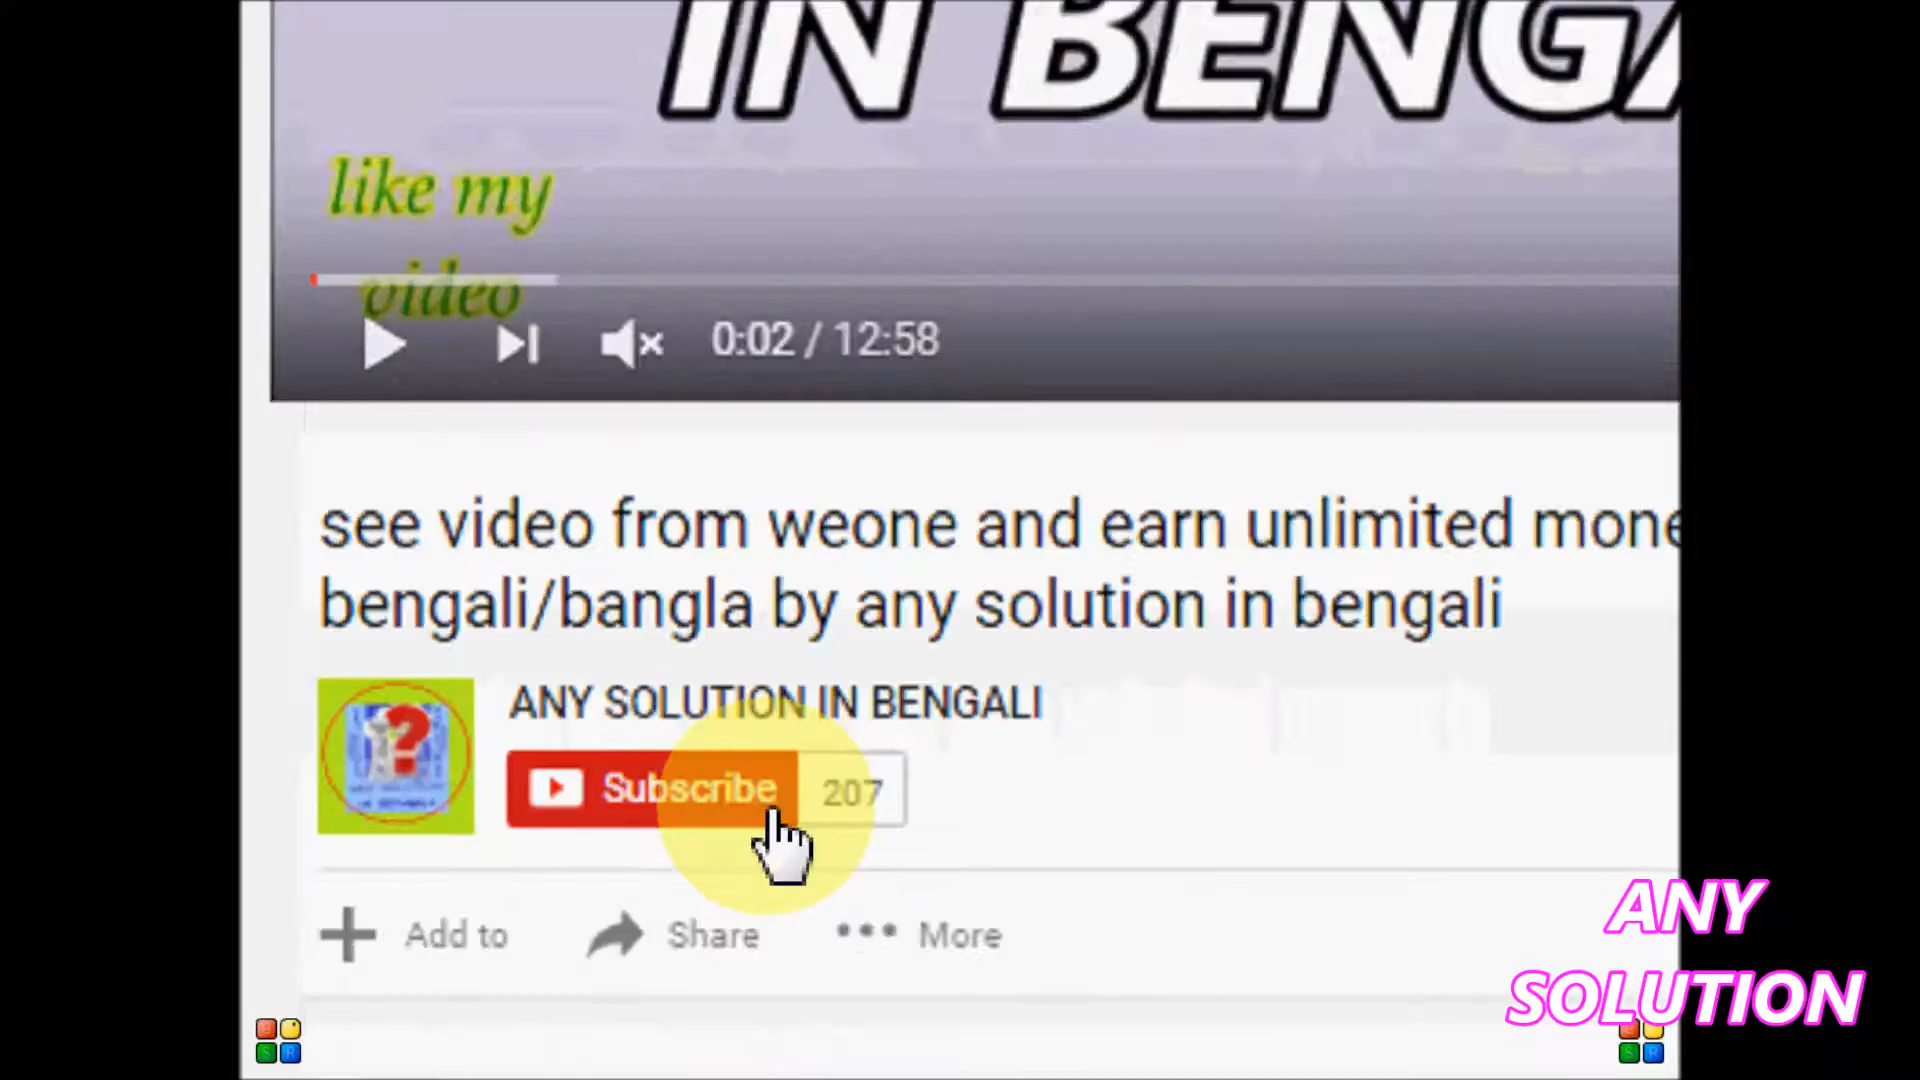 IN BENGA
like my
video
0:02 / 12:58
see video from weone and earn unlimited mone
bengali/bangla by any solution in bengali
ANY SOLUTION IN BENGALI
Subscribe 207
Add to Share More
ANY
SOLUTION